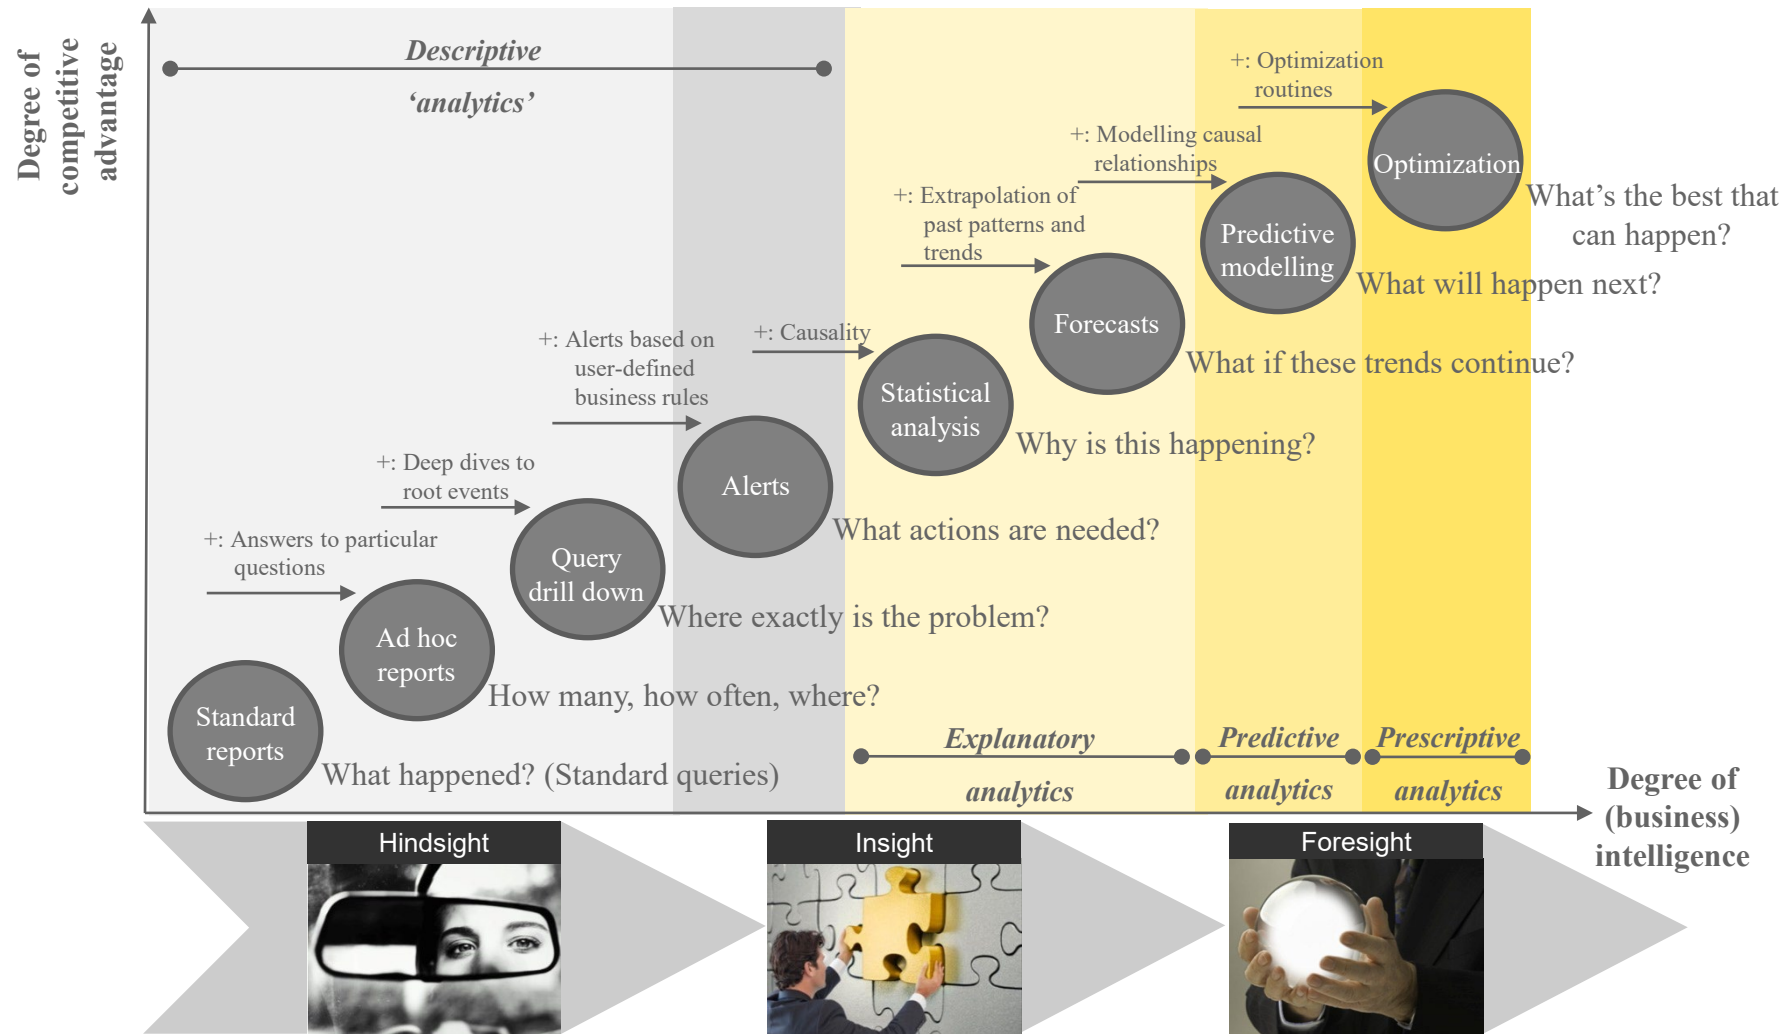 Degree of
competitive
advantage
Descriptive
‘analytics’
+: Optimization
routines
Optimization
What’s the best that
can happen?
+: Modelling causal
relationships
Predictive
modelling
What will happen next?
+: Extrapolation of
past patterns and
trends
Forecasts
What if these trends continue?
+: Causality
Statistical
analysis
Why is this happening?
+: Alerts based on
user-defined
business rules
Alerts
What actions are needed?
+: Deep dives to
root events
Query
drill down
Where exactly is the problem?
+: Answers to particular
questions
Ad hoc
reports
How many, how often, where?
Standard
reports
What happened? (Standard queries)
Explanatory
analytics
Predictive
analytics
Prescriptive
analytics
Degree of
(business)
intelligence
Hindsight
Insight
Foresight